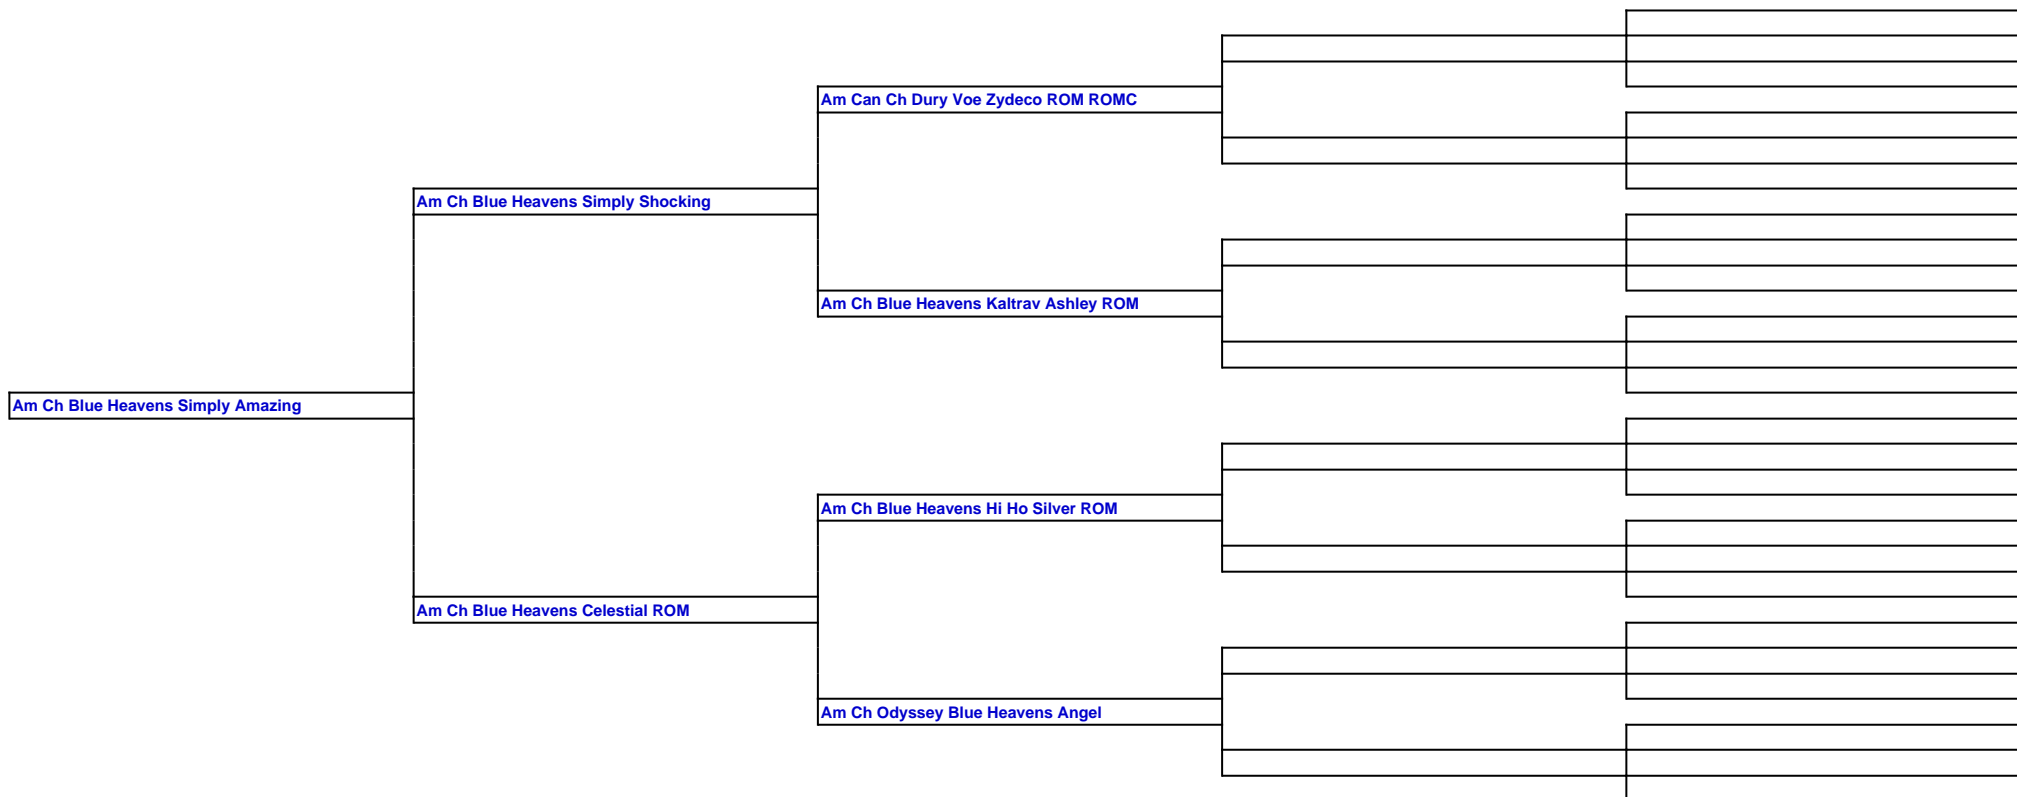 Am Can Ch Dury Voe Zydeco ROM ROMC
Am Ch Blue Heavens Simply Shocking
Am Ch Blue Heavens Kaltrav Ashley ROM
Am Ch Blue Heavens Simply Amazing
Am Ch Blue Heavens Hi Ho Silver ROM
Am Ch Blue Heavens Celestial ROM
Am Ch Odyssey Blue Heavens Angel